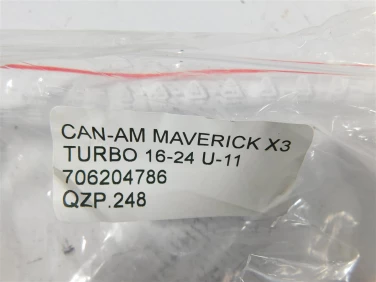 CAN-AM MAVERICK X3
TURBO 16-24 U-11
706204786
QZP.248